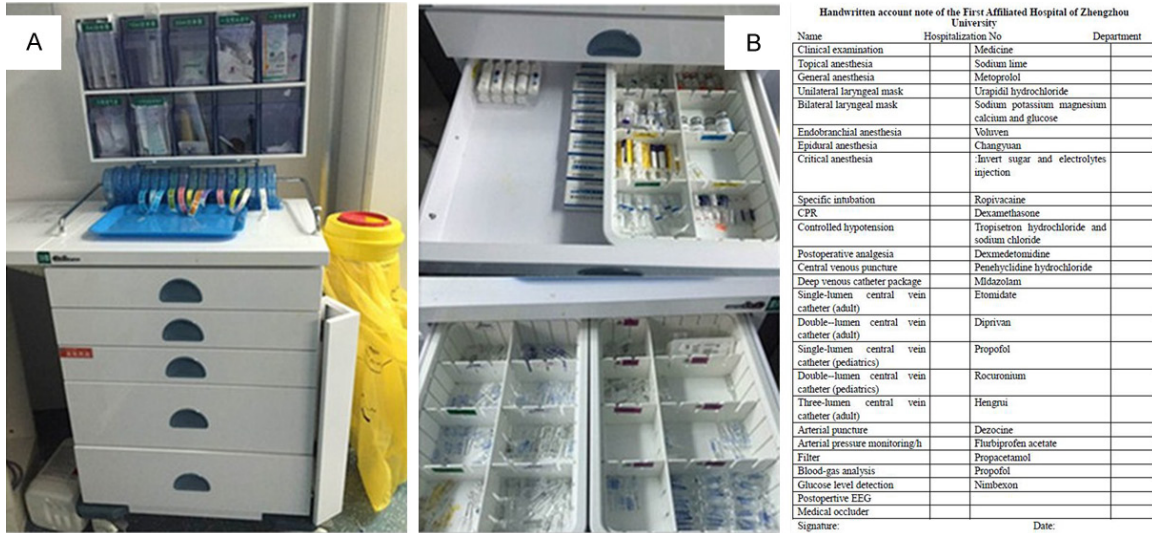 A
B
Handwritten account note of the First Affiliated Hospital of Zhengzhou
University
Name Hospitalization No Department
Clinical examination Medicine
Topical anesthesia Sodium lime
General anesthesia Metoprolol
Unilateral laryngeal mask Urapidil hydrochloride
Bilateral laryngeal mask Sodium potassium magnesium
calcium and glucose
Endobranchial anesthesia Voluven
Epidural anesthesia Changyuan
Critical anesthesia :Invert sugar and electrolytes
injection
Specific intubation Ropivacaine
CPR Dexamethasone
Controlled hypotension Tropisetron hydrochloride and
sodium chloride
Postoperative analgesia Dexmedetomidine
Central venous puncture Penehyclidine hydrochloride
Deep venous catheter package MIdazolam
Single-lumen central vein Etomidate
catheter (adult)
Double--lumen central vein Diprivan
catheter (adult)
Single-lumen central vein Propofol
catheter (pediatrics)
Double--lumen central vein Rocuronium
catheter (pediatrics)
Three-lumen central vein Hengrui
catheter (adult)
Arterial puncture Dezocine
Arterial pressure monitoring/h Flurbiprofen acetate
Filter Propacetamol
Blood-gas analysis Propofol
Glucose level detection Nimbexon
Postopertive EEG
Medical occluder
Signature: Date: